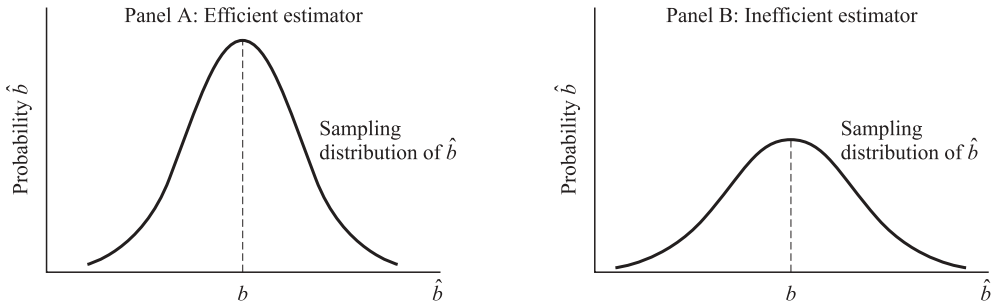 Panel A: Efficient estimator
Probability b̂
Sampling
distribution of b̂
b
b̂
Panel B: Inefficient estimator
Probability b̂
Sampling
distribution of b̂
b
b̂